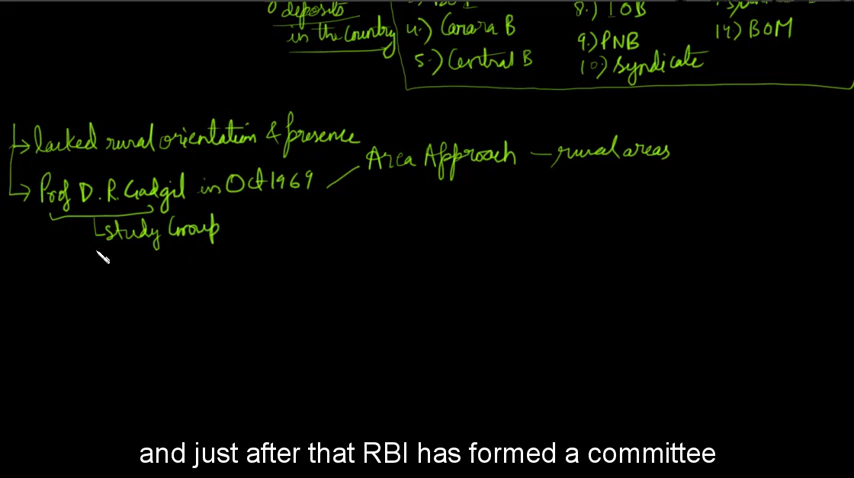 deposits
in the Country
4.) Canara B
5.) Central B
8.) IOB
9.) PNB
10.) Syndicate
14) BOM
lacked rural orientation & presence
Prof D. R. Gadgil in Oct 1969
Area Approach - rural areas
study Group
and just after that RBI has formed a committee